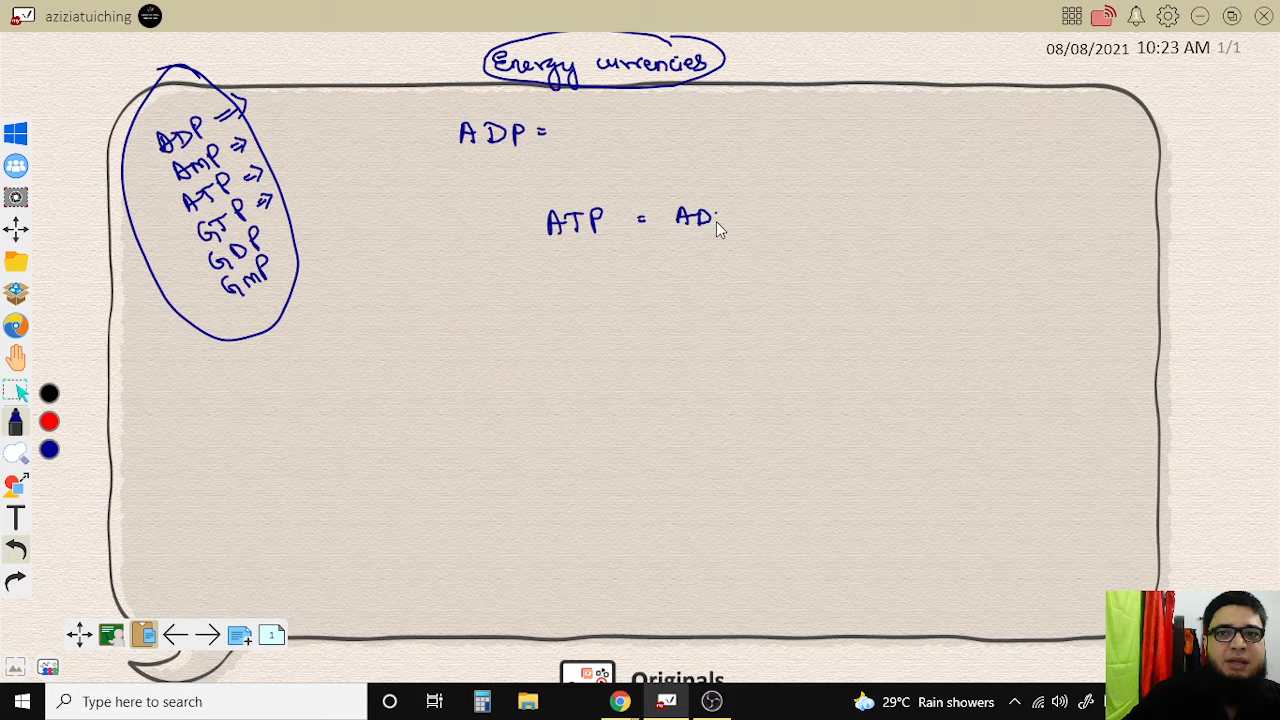 aziziatuiching
08/08/2021 10:23 AM 1/1
Energy currencies
ADP =>
AMP =>
ATP =>
GTP =>
GDP
GMP
ADP =
ATP = AD
T
1
Originals
Type here to search
29°C Rain showers